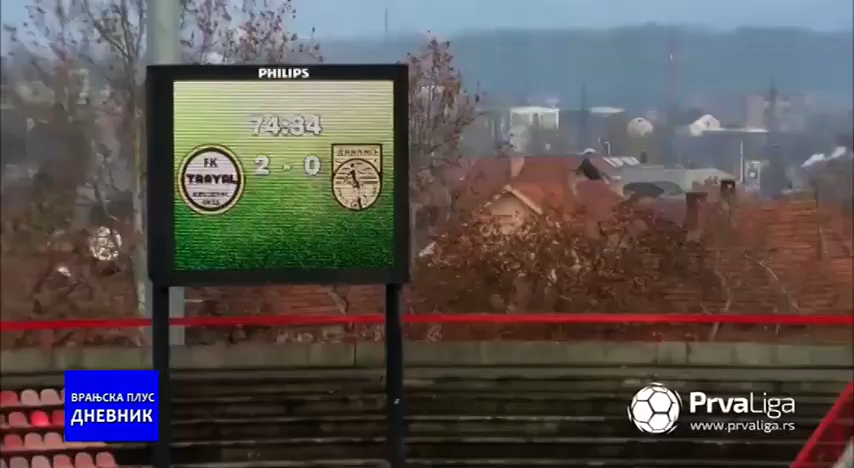 PHILIPS
74:34
FK
TRAYAL
2 - 0
ВРАЊСКА ПЛУС
ДНЕВНИК
PrvaLiga
www.prvaliga.rs